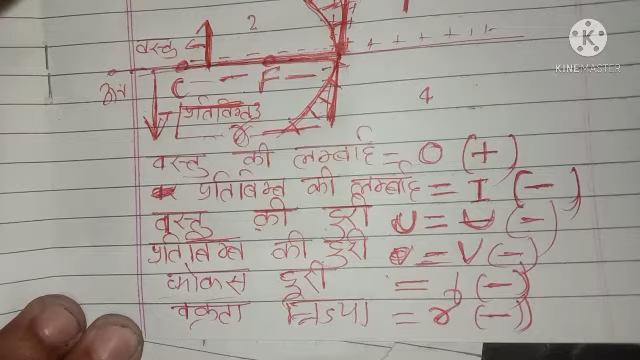 2
K
KINEMASTER
वस्तु
C F
अक्ष
I प्रतिबिम्ब
4
वस्तु की लम्बाई = O (+)
प्रतिबिम्ब की लम्बाई = I (-)
वस्तु की दूरी = u (-)
प्रतिबिम्ब की दूरी = V (-)
फोकस दूरी = f (-)
वक्रता त्रिज्या = r (-)